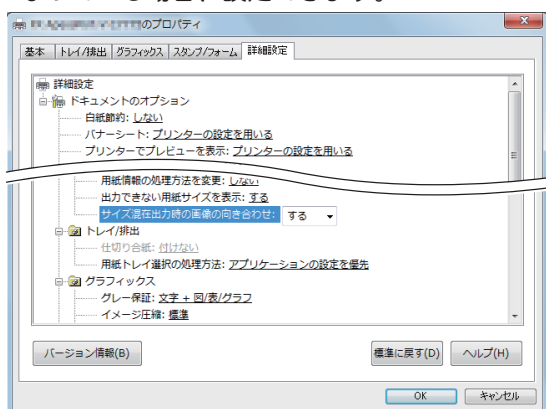 のプロパティ
基本 トレイ/排出 グラフィックス スタンプ/フォーム 詳細設定
詳細設定
ドキュメントのオプション
白紙節約: しない
バナーシート: プリンターの設定を用いる
プリンターでプレビューを表示: プリンターの設定を用いる
用紙情報の処理方法を変更: しない
出力できない用紙サイズを表示: する
サイズ混在出力時の画像の向き合わせ: する
トレイ/排出
仕切り合紙: 付けない
用紙トレイ選択の処理方法: アプリケーションの設定を優先
グラフィックス
グレー保証: 文字 + 図/表/グラフ
イメージ圧縮: 標準
バージョン情報(B) 標準に戻す(D) ヘルプ(H)
OK キャンセル